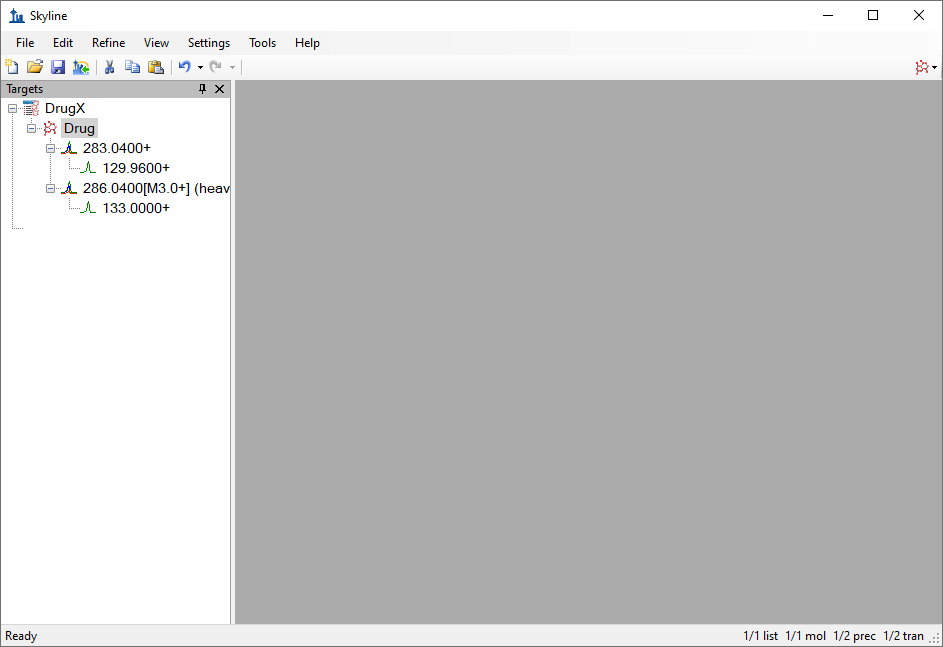 Skyline
File Edit Refine View Settings Tools Help
Targets
DrugX
Drug
283.0400+
129.9600+
286.0400[M3.0+] (heav
133.0000+
Ready 1/1 list 1/1 mol 1/2 prec 1/2 tran